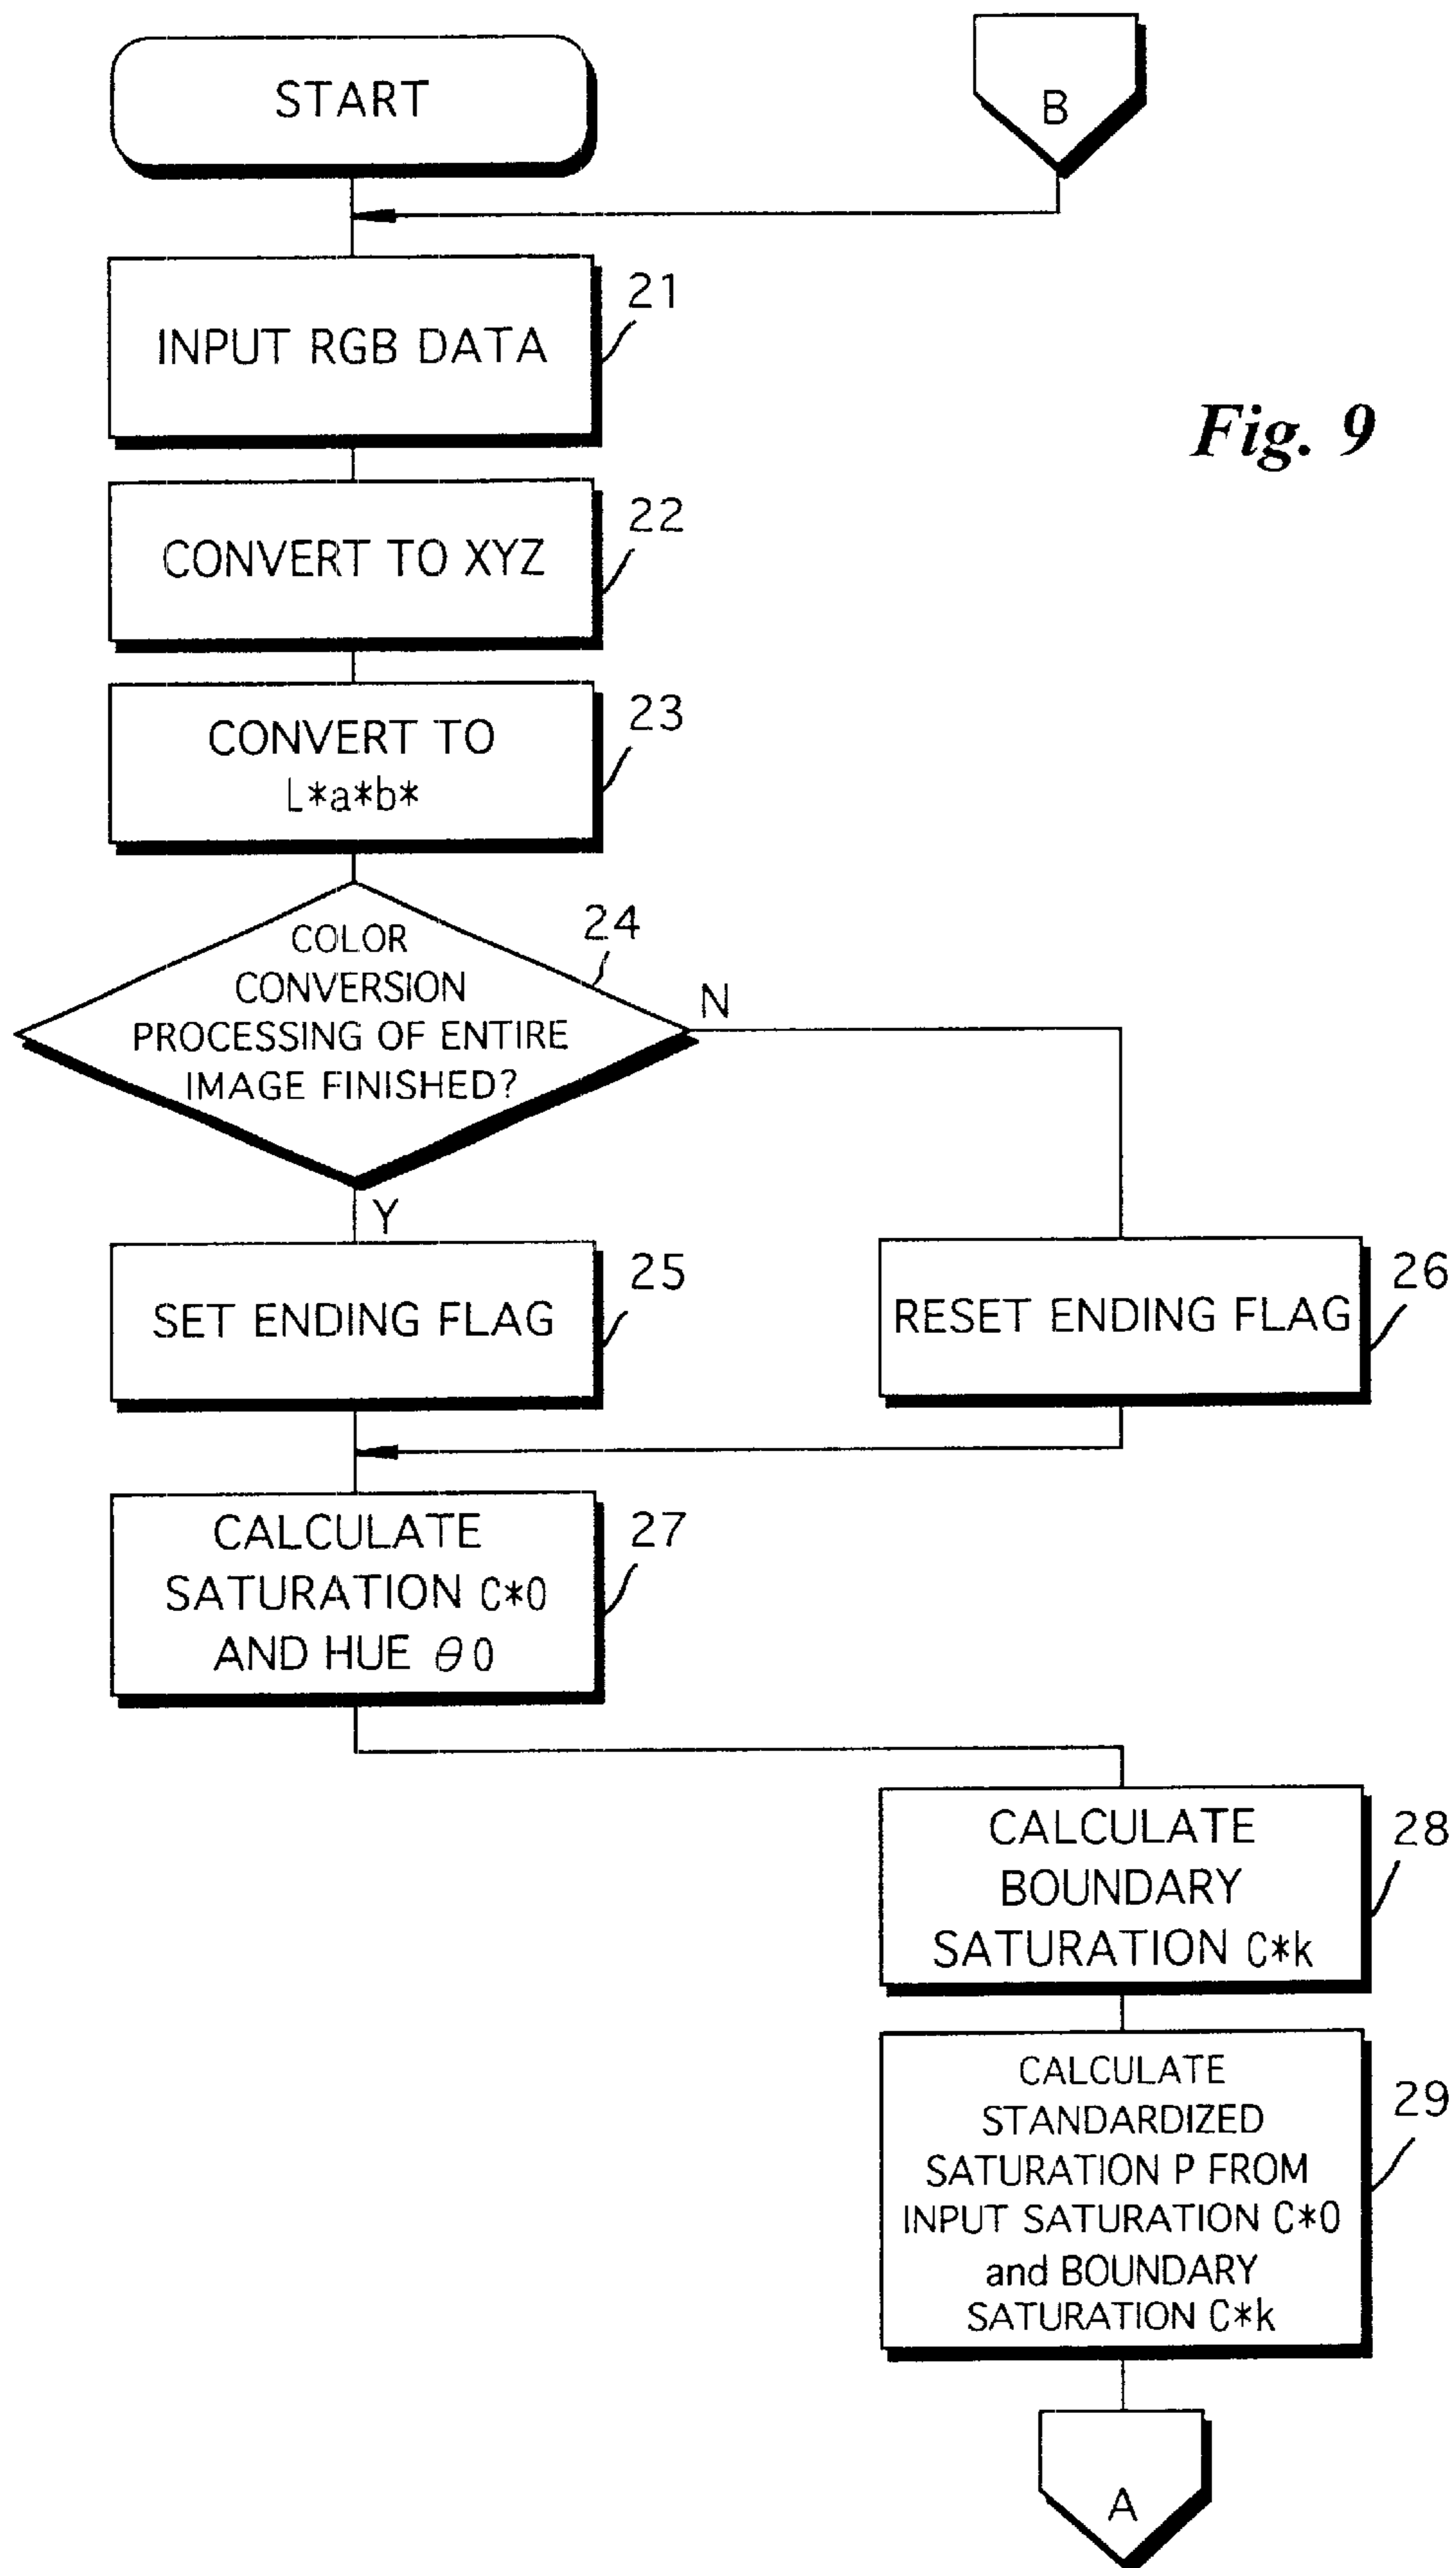 START
B
INPUT RGB DATA
21
Fig. 9
CONVERT TO XYZ
22
CONVERT TO
L*a*b*
23
COLOR
CONVERSION
PROCESSING OF ENTIRE
IMAGE FINISHED?
24
N
Y
SET ENDING FLAG
25
RESET ENDING FLAG
26
CALCULATE
SATURATION C*0
AND HUE θ0
27
CALCULATE
BOUNDARY
SATURATION C*k
28
CALCULATE
STANDARDIZED
SATURATION P FROM
INPUT SATURATION C*0
and BOUNDARY
SATURATION C*k
29
A